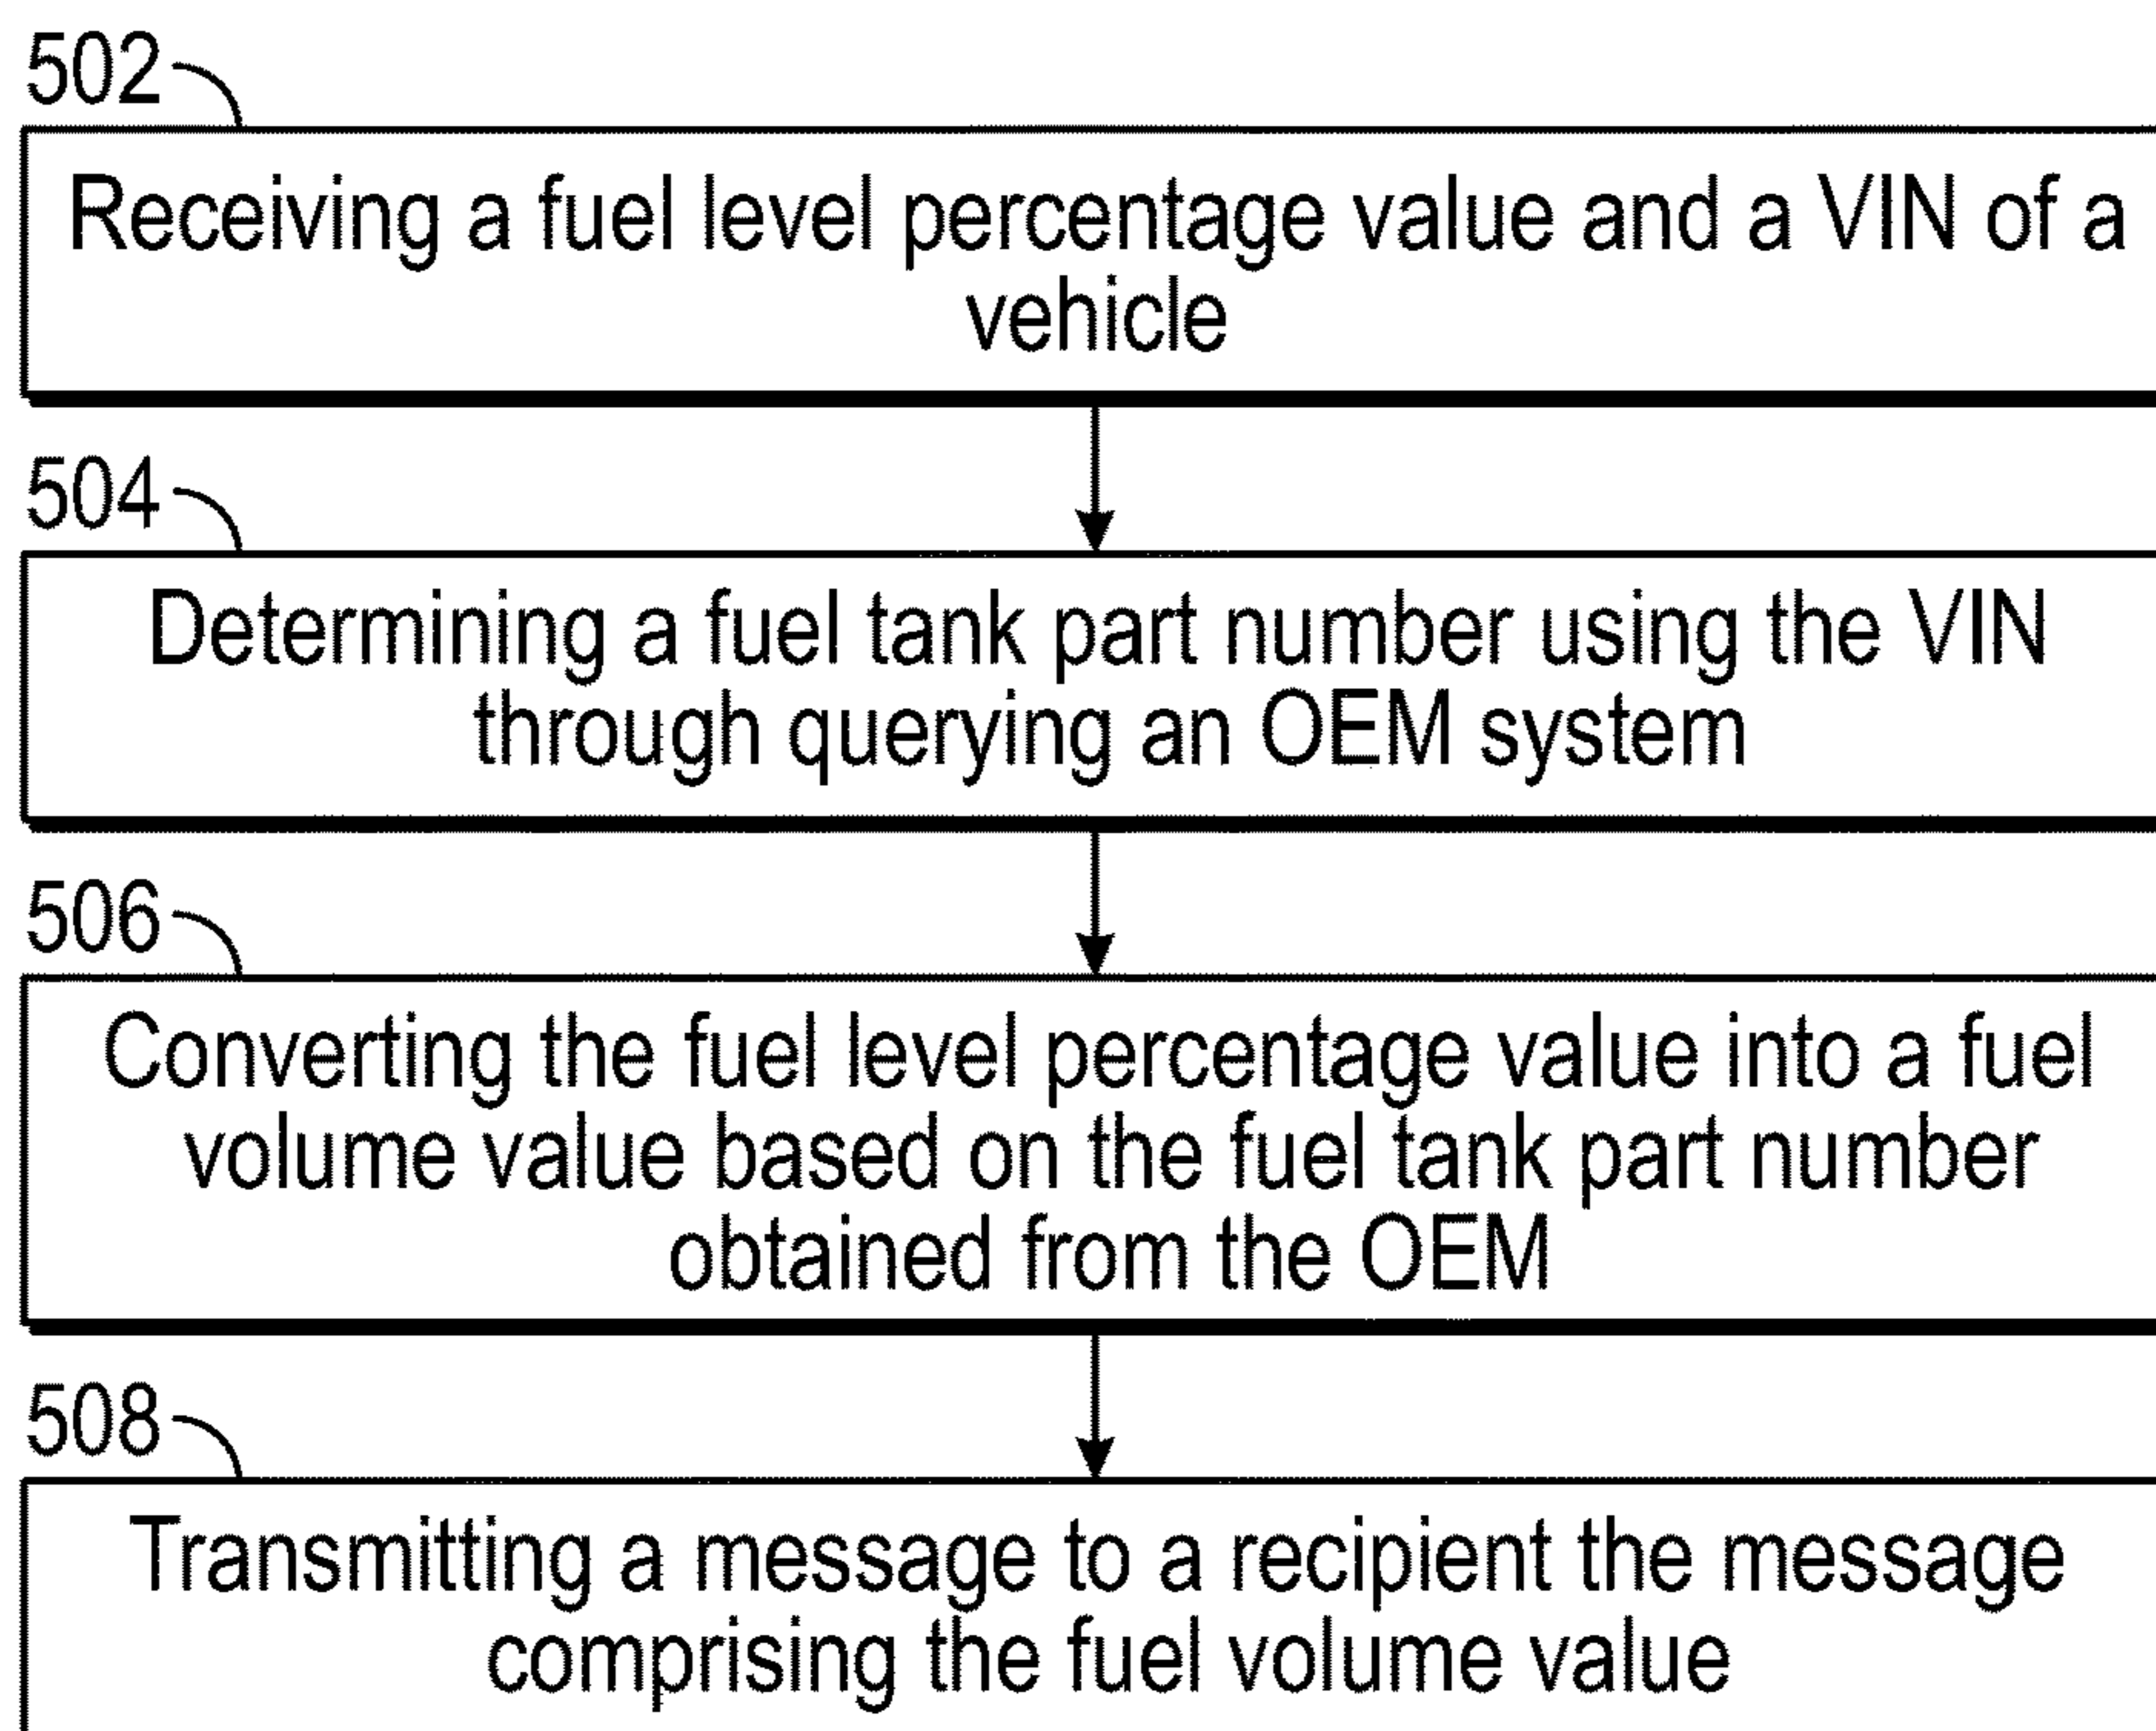 502
Receiving a fuel level percentage value and a VIN of a
vehicle
504
Determining a fuel tank part number using the VIN
through querying an OEM system
506
Converting the fuel level percentage value into a fuel
volume value based on the fuel tank part number
obtained from the OEM
508
Transmitting a message to a recipient the message
comprising the fuel volume value